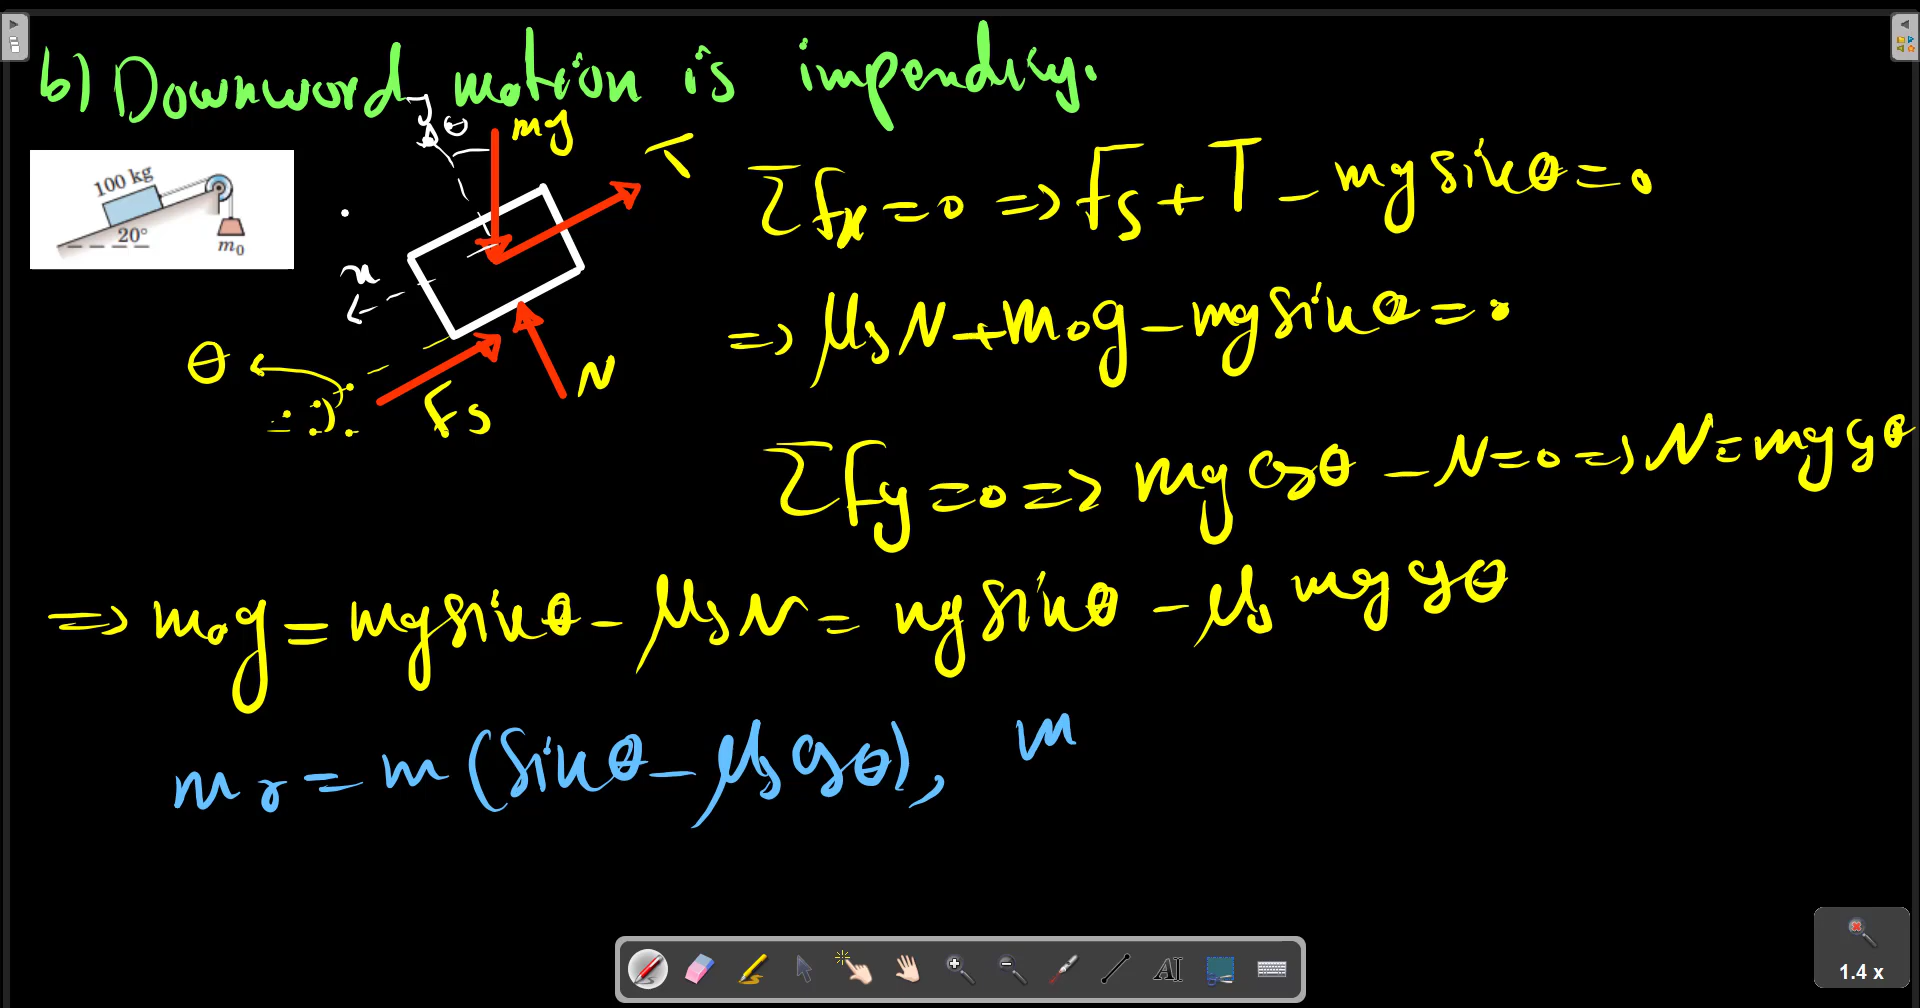 b) Downword motion is impending.
100 kg
20°
m₀
y
θ
mg
T
x
θ
Fs
N
ΣFx = 0 => Fs + T - mg sinθ = 0
=> μsN + m₀g - mg sinθ = 0
ΣFy = 0 => mg cosθ - N = 0 => N = mg cosθ
=> m₀g = mg sinθ - μsN = mg sinθ - μs mg cosθ
m₀ = m (sinθ - μs cosθ), m
1.4 x